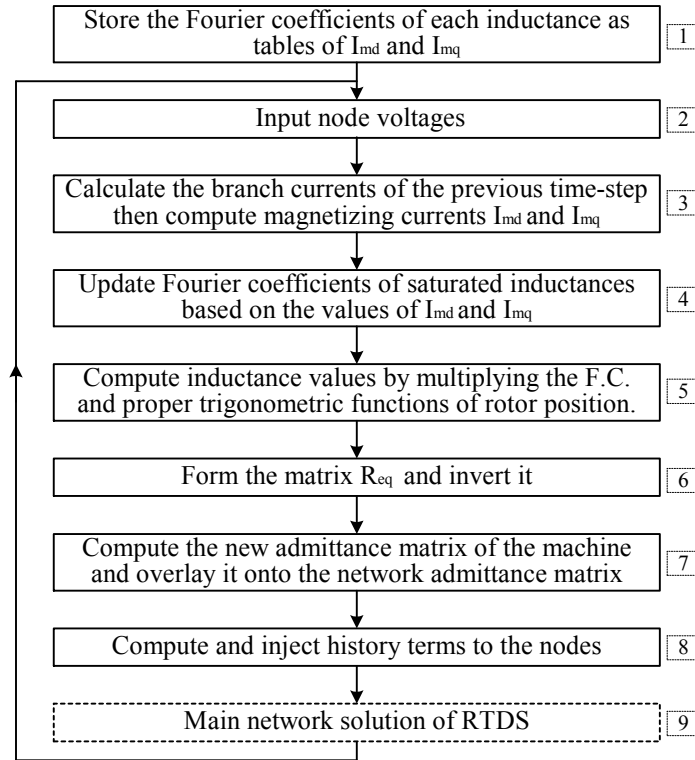 Store the Fourier coefficients of each inductance as
tables of Imd and Imq
1
Input node voltages
2
Calculate the branch currents of the previous time-step
then compute magnetizing currents Imd and Imq
3
Update Fourier coefficients of saturated inductances
based on the values of Imd and Imq
4
Compute inductance values by multiplying the F.C.
and proper trigonometric functions of rotor position.
5
Form the matrix Req and invert it
6
Compute the new admittance matrix of the machine
and overlay it onto the network admittance matrix
7
Compute and inject history terms to the nodes
8
Main network solution of RTDS
9